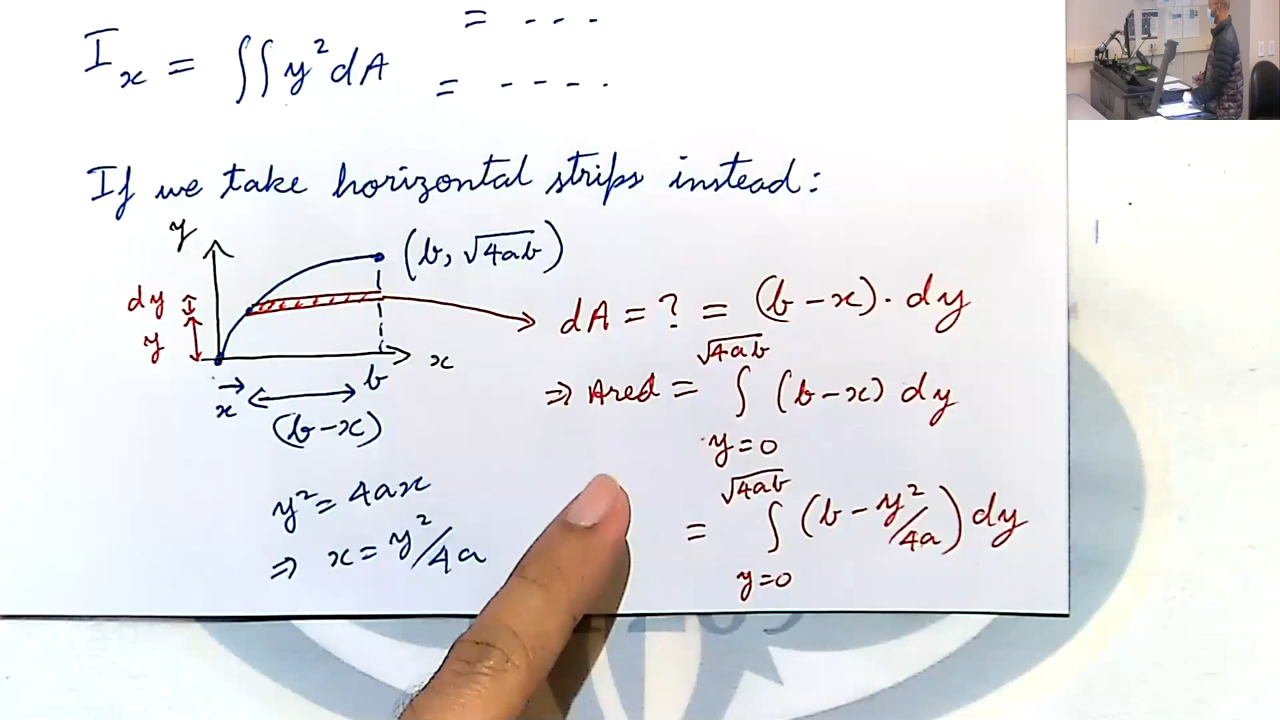 = - - -
I_x = ∫∫ y² dA = - - - -
If we take horizontal strips instead:
y
(b, √4ab)
dy
y
x
b
x
(b-x)
dA = ? = (b-x)· dy
⇒ Area = ∫ (b-x) dy
√4ab
y=0
y² = 4ax
⇒ x = y²/4a
= ∫ (b - y²/4a) dy
√4ab
y=0